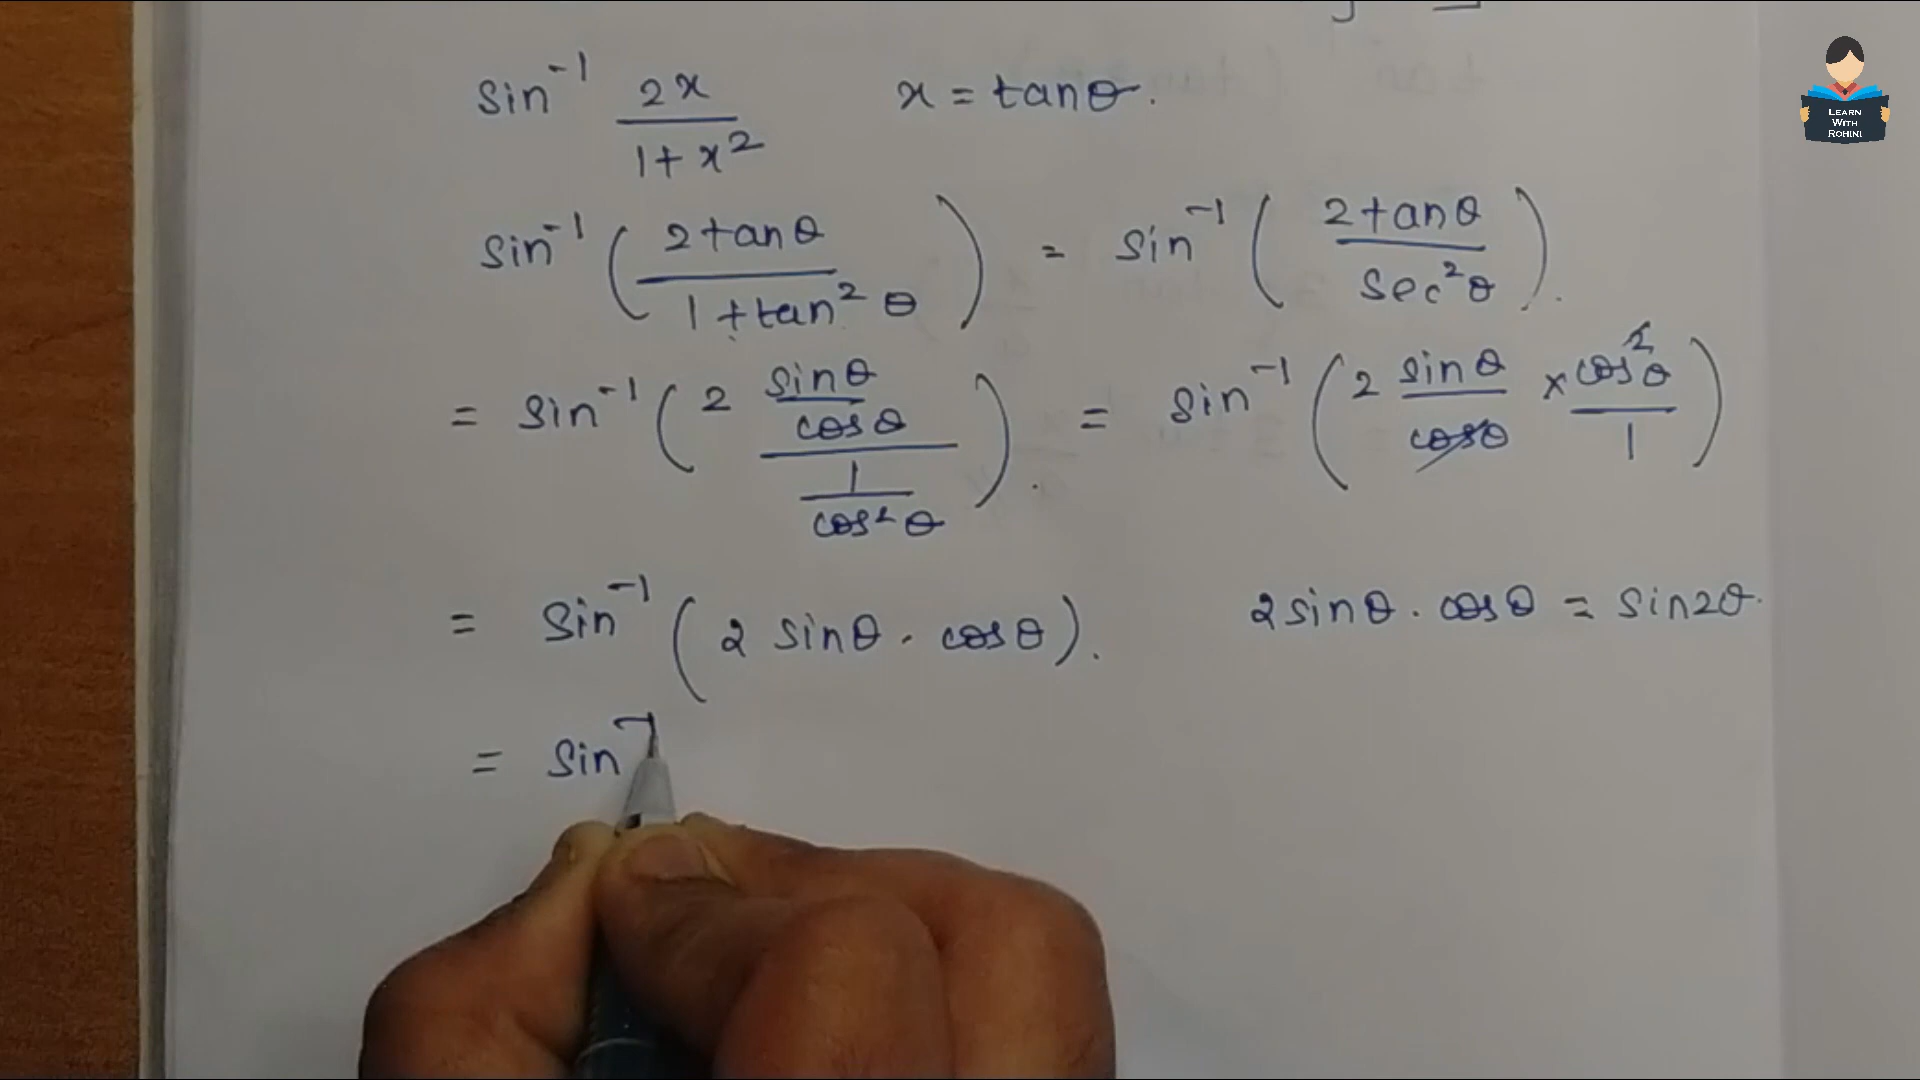 sin⁻¹ 2x/(1+x²)    x = tanθ.
sin⁻¹ (2tanθ/(1+tan²θ)) = sin⁻¹ (2tanθ/sec²θ).
= sin⁻¹ (2 (sinθ/cosθ)/(1/cos²θ)). = sin⁻¹ (2 sinθ/cosθ × cos²θ/1)
= sin⁻¹ (2 sinθ . cosθ).    2sinθ . cosθ = sin2θ.
= sin⁻¹
LEARN
WITH
ROHINI